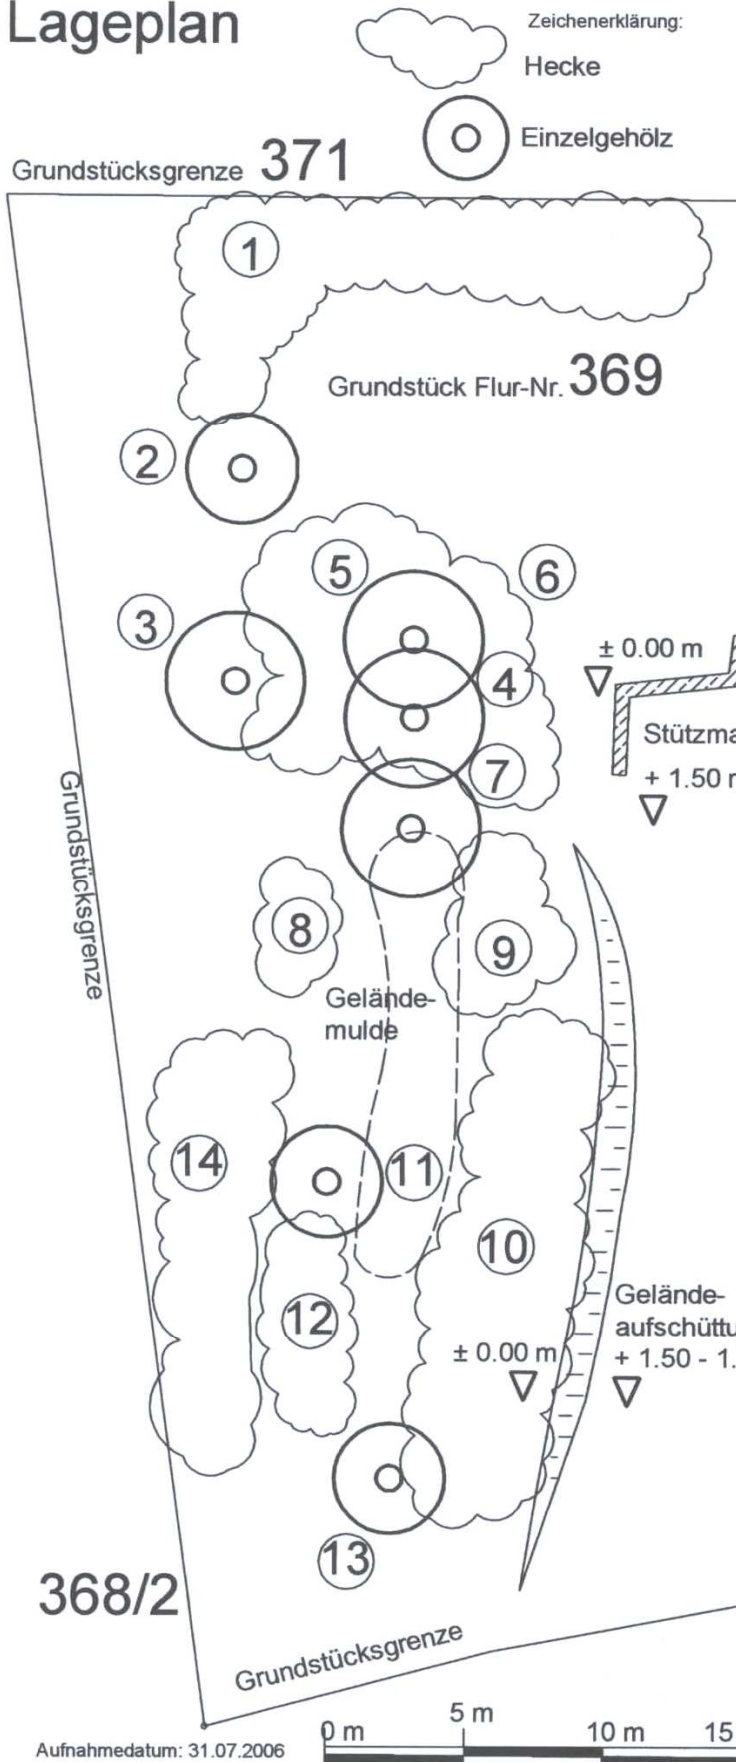 Lageplan
Zeichenerklärung:
Hecke
Einzelgehölz
Grundstücksgrenze 371
1
Grundstück Flur-Nr. 369
2
5
6
3
± 0.00 m
4
Stützma
7
+ 1.50 m
Grundstücksgrenze
8
9
Gelände-
mulde
14
11
10
12
Gelände-
aufschüttu
± 0.00 m
+ 1.50 - 1.
13
368/2
Grundstücksgrenze
0 m
5 m
10 m
15
Aufnahmedatum: 31.07.2006